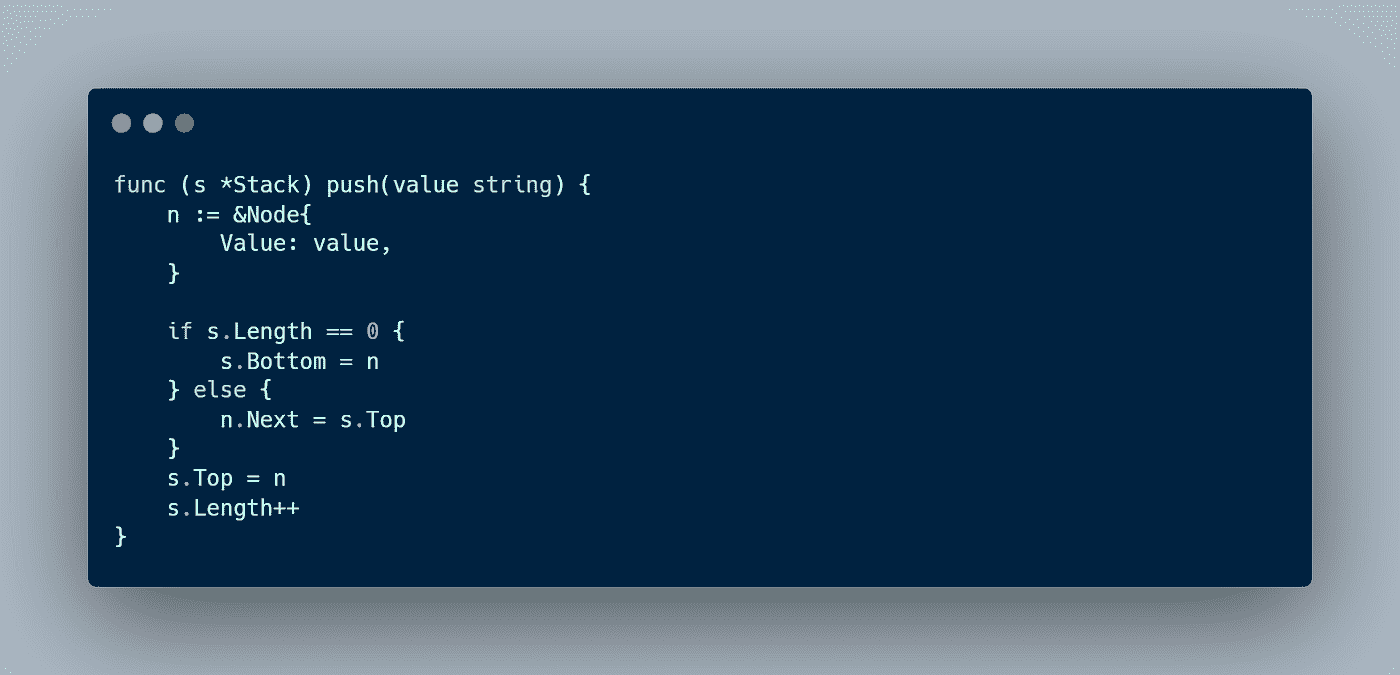 func (s *Stack) push(value string) {
    n := &Node{
        Value: value,
    }

    if s.Length == 0 {
        s.Bottom = n
    } else {
        n.Next = s.Top
    }
    s.Top = n
    s.Length++
}